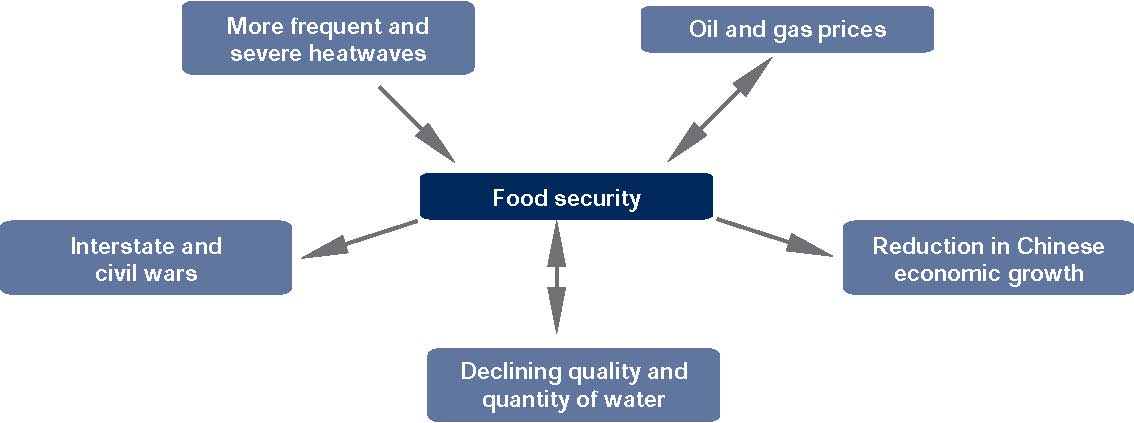 More frequent and
severe heatwaves
Oil and gas prices
Food security
Interstate and
civil wars
Reduction in Chinese
economic growth
Declining quality and
quantity of water